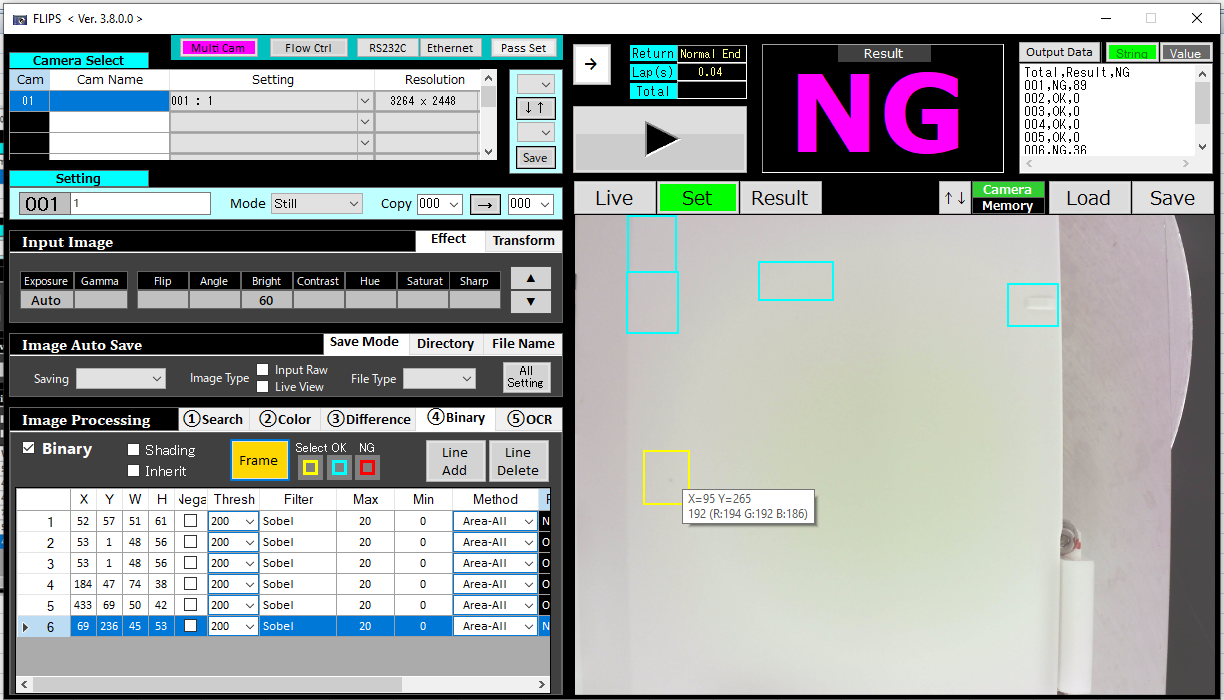 FLIPS < Ver. 3.8.0.0 >
Multi Cam Flow Ctrl RS232C Ethernet Pass Set
Camera Select
Cam Cam Name Setting Resolution
01 001 : 1 3264 x 2448
↓↑
Save
Setting
001 1 Mode Still Copy 000 → 000
Input Image Effect Transform
Exposure Gamma Flip Angle Bright Contrast Hue Saturat Sharp ▲
Auto 60 ▼
Image Auto Save Save Mode Directory File Name
Saving Image Type Input Raw File Type All
Live View Setting
Image Processing ①Search ②Color ③Difference ④Binary ⑤OCR
Binary Shading Frame Select OK NG Line Line
Inherit Add Delete
X Y W H Nega Thresh Filter Max Min Method
1 52 57 51 61 200 Sobel 20 0 Area-All N
2 53 1 48 56 200 Sobel 20 0 Area-All O
3 53 1 48 56 200 Sobel 20 0 Area-All O
4 184 47 74 38 200 Sobel 20 0 Area-All O
5 433 69 50 42 200 Sobel 20 0 Area-All O
6 69 236 45 53 200 Sobel 20 0 Area-All N
→
Return Normal End
Lap(s) 0.04
Total
Result
NG
Output Data String Value
Total,Result,NG
001,NG,89
002,OK,0
003,OK,0
004,OK,0
005,OK,0
006,NG,36
Live Set Result ↑↓ Camera Load Save
Memory
X=95 Y=265
192 (R:194 G:192 B:186)